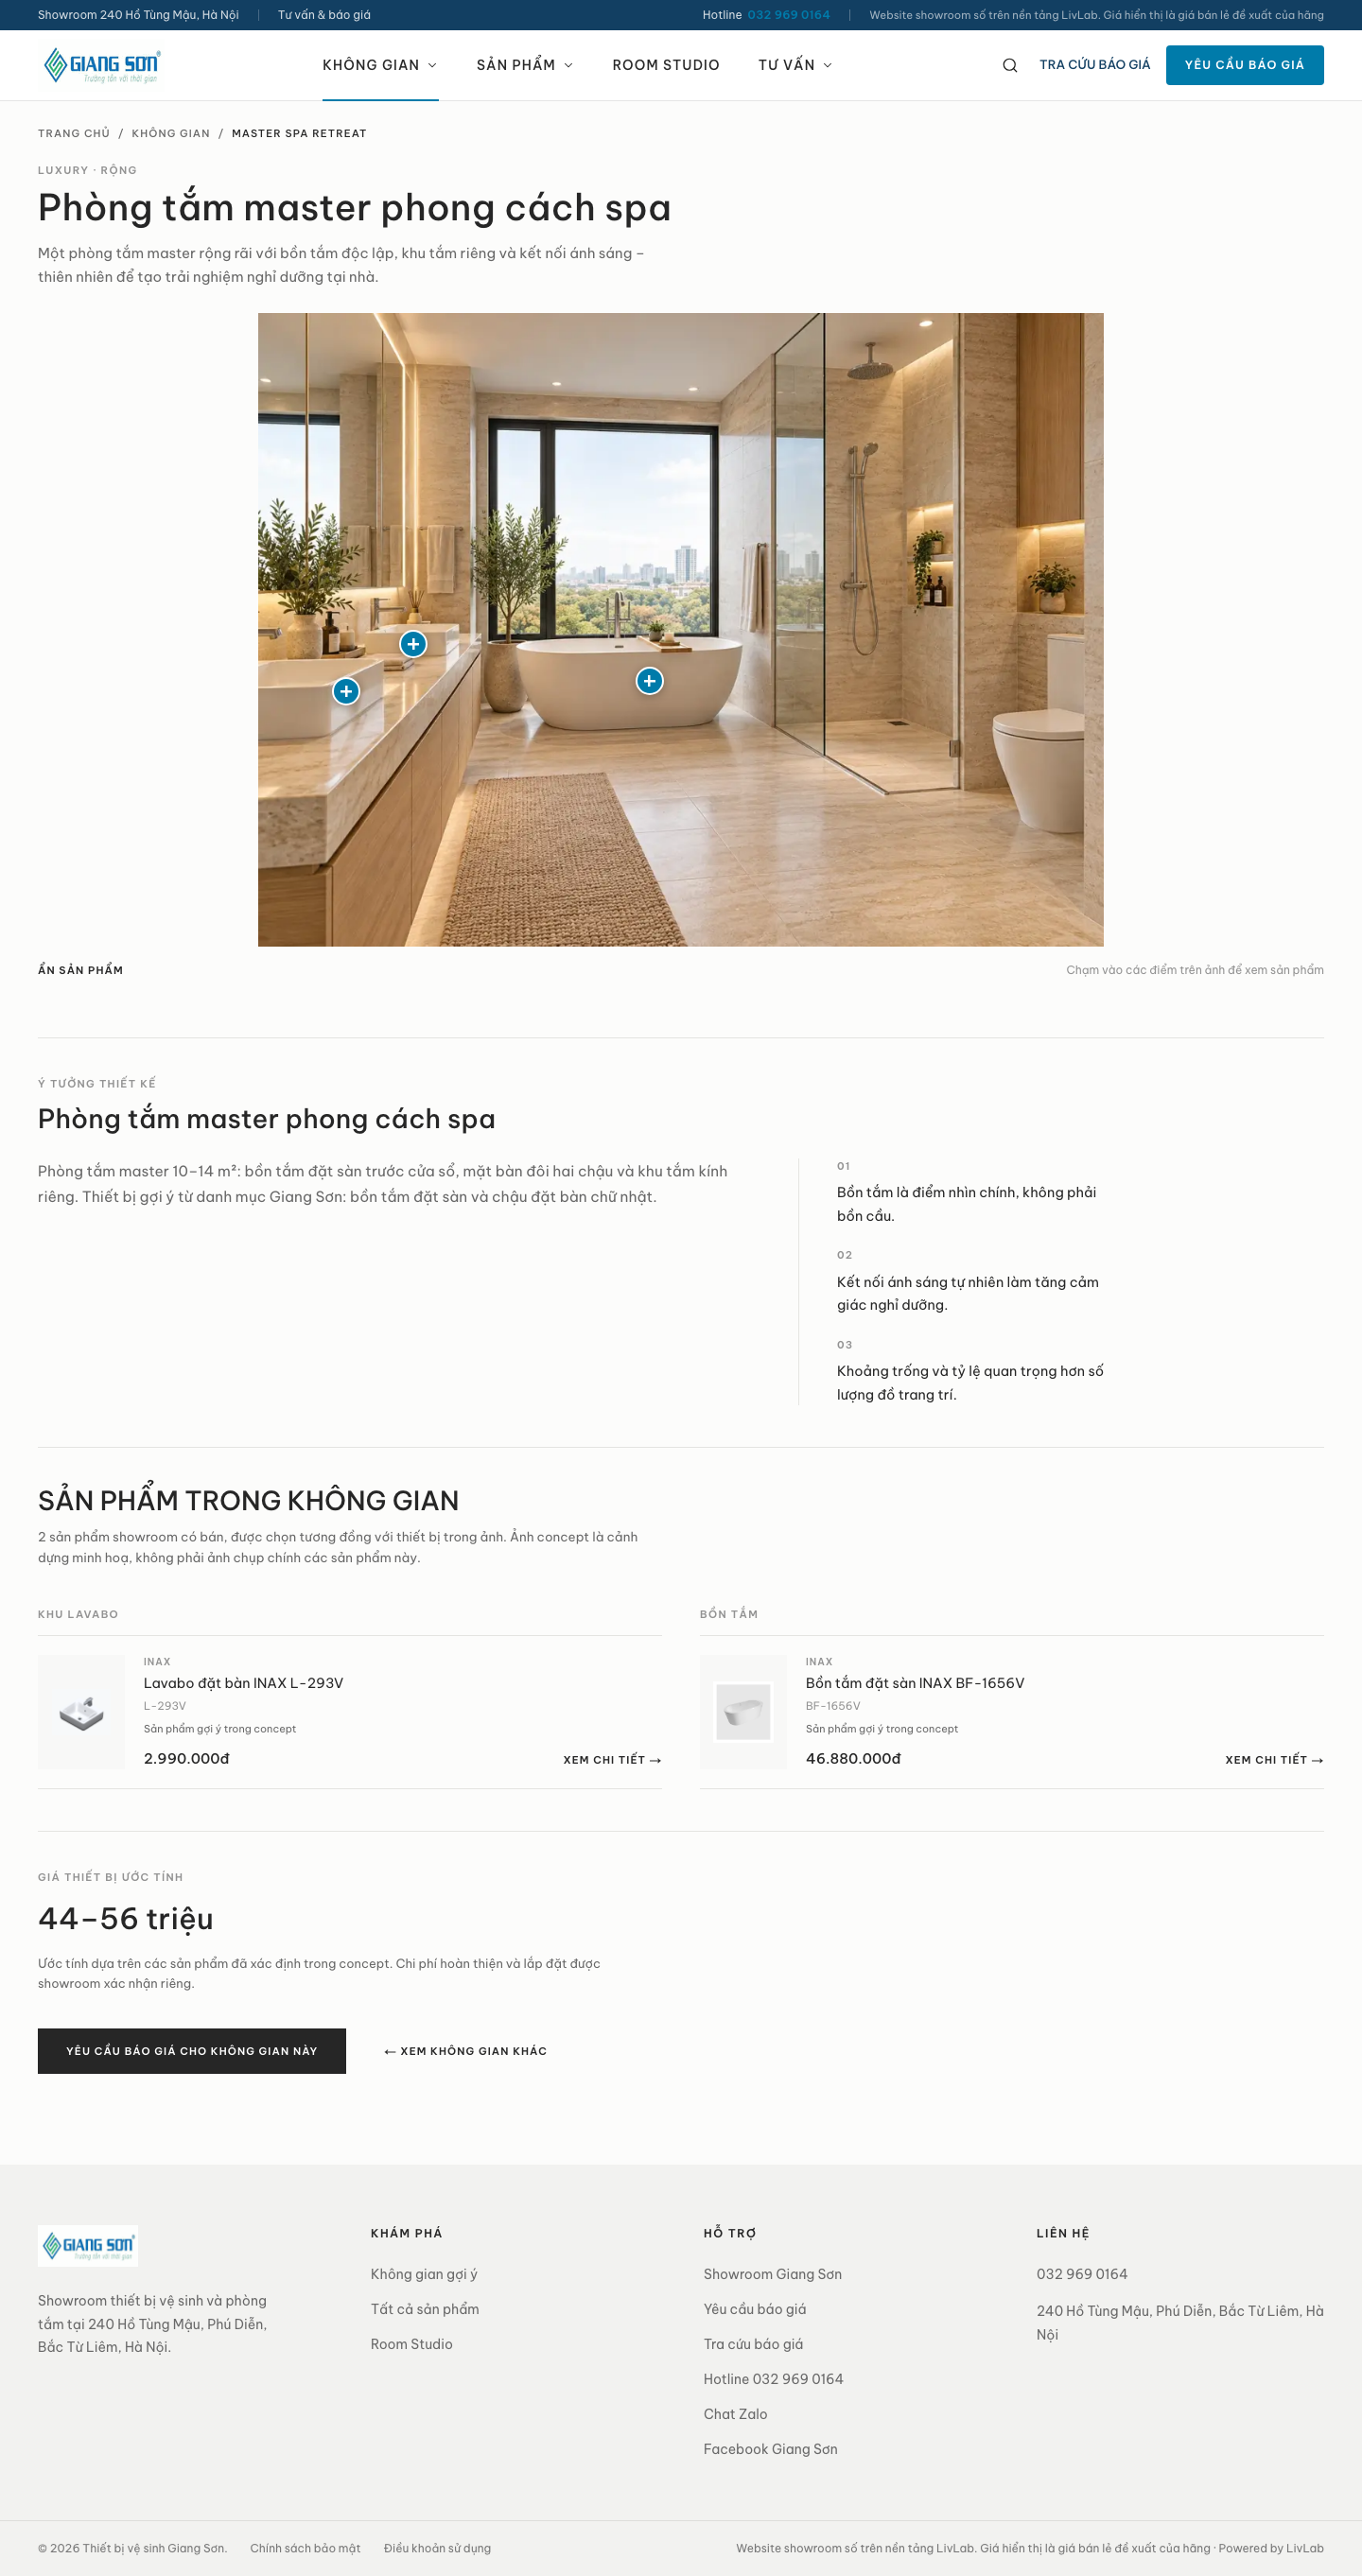 Showroom 240 Hồ Tùng Mậu, Hà Nội
Tư vấn & báo giá
Hotline 032 969 0164
Website showroom số trên nền tảng LivLab. Giá hiển thị là giá bán lẻ đề xuất của hãng
GIANG SƠN
Trường tồn với thời gian
KHÔNG GIAN
SẢN PHẨM
ROOM STUDIO
TƯ VẤN
TRA CỨU BÁO GIÁ
YÊU CẦU BÁO GIÁ
TRANG CHỦ / KHÔNG GIAN / MASTER SPA RETREAT
LUXURY · RỘNG
Phòng tắm master phong cách spa
Một phòng tắm master rộng rãi với bồn tắm độc lập, khu tắm riêng và kết nối ánh sáng –
thiên nhiên để tạo trải nghiệm nghỉ dưỡng tại nhà.
ẨN SẢN PHẨM
Chạm vào các điểm trên ảnh để xem sản phẩm
Ý TƯỞNG THIẾT KẾ
Phòng tắm master phong cách spa
Phòng tắm master 10–14 m²: bồn tắm đặt sàn trước cửa sổ, mặt bàn đôi hai chậu và khu tắm kính
riêng. Thiết bị gợi ý từ danh mục Giang Sơn: bồn tắm đặt sàn và chậu đặt bàn chữ nhật.
01
Bồn tắm là điểm nhìn chính, không phải
bồn cầu.
02
Kết nối ánh sáng tự nhiên làm tăng cảm
giác nghỉ dưỡng.
03
Khoảng trống và tỷ lệ quan trọng hơn số
lượng đồ trang trí.
SẢN PHẨM TRONG KHÔNG GIAN
2 sản phẩm showroom có bán, được chọn tương đồng với thiết bị trong ảnh. Ảnh concept là cảnh
dựng minh hoạ, không phải ảnh chụp chính các sản phẩm này.
KHU LAVABO
INAX
Lavabo đặt bàn INAX L-293V
L-293V
Sản phẩm gợi ý trong concept
2.990.000đ
XEM CHI TIẾT →
BỒN TẮM
INAX
Bồn tắm đặt sàn INAX BF-1656V
BF-1656V
Sản phẩm gợi ý trong concept
46.880.000đ
XEM CHI TIẾT →
GIÁ THIẾT BỊ ƯỚC TÍNH
44–56 triệu
Ước tính dựa trên các sản phẩm đã xác định trong concept. Chi phí hoàn thiện và lắp đặt được
showroom xác nhận riêng.
YÊU CẦU BÁO GIÁ CHO KHÔNG GIAN NÀY
← XEM KHÔNG GIAN KHÁC
GIANG SƠN
Trường tồn với thời gian
Showroom thiết bị vệ sinh và phòng
tắm tại 240 Hồ Tùng Mậu, Phú Diễn,
Bắc Từ Liêm, Hà Nội.
KHÁM PHÁ
Không gian gợi ý
Tất cả sản phẩm
Room Studio
HỖ TRỢ
Showroom Giang Sơn
Yêu cầu báo giá
Tra cứu báo giá
Hotline 032 969 0164
Chat Zalo
Facebook Giang Sơn
LIÊN HỆ
032 969 0164
240 Hồ Tùng Mậu, Phú Diễn, Bắc Từ Liêm, Hà
Nội
© 2026 Thiết bị vệ sinh Giang Sơn.
Chính sách bảo mật
Điều khoản sử dụng
Website showroom số trên nền tảng LivLab. Giá hiển thị là giá bán lẻ đề xuất của hãng · Powered by LivLab